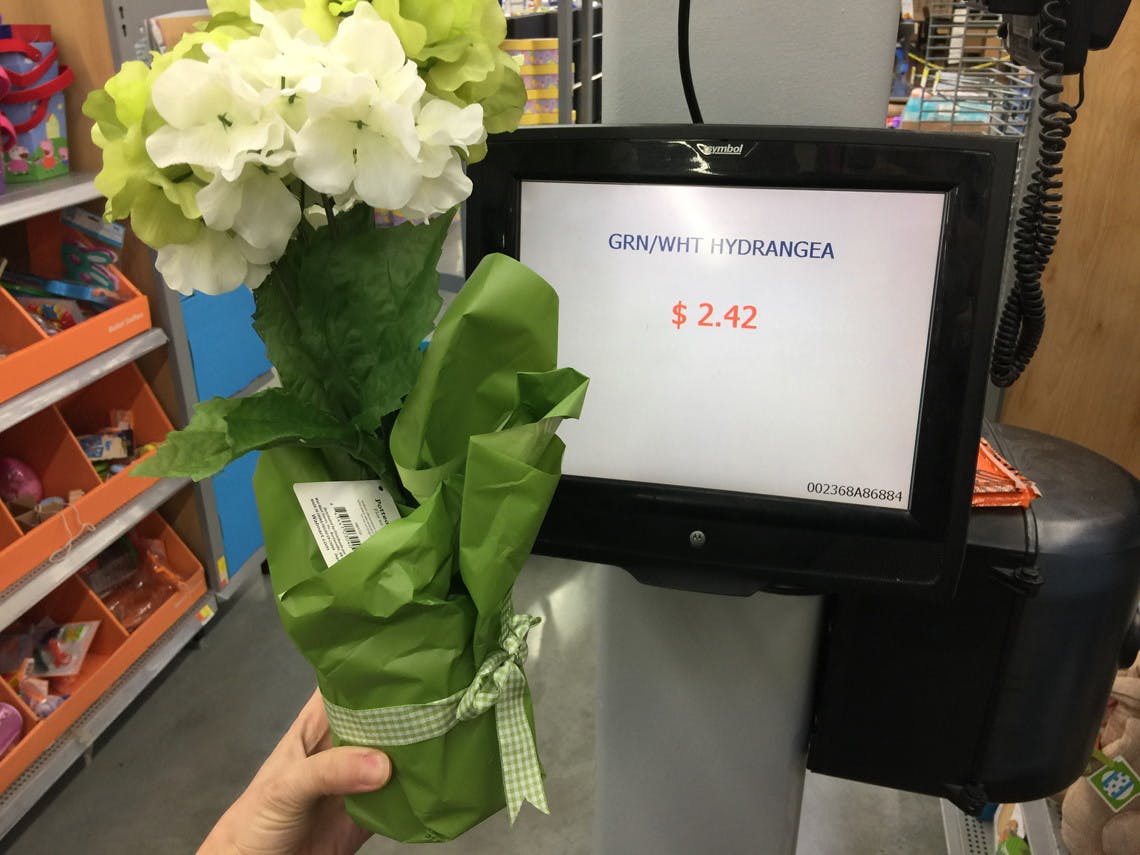 symbol
GRN/WHT HYDRANGEA
$ 2.42
002368A86884